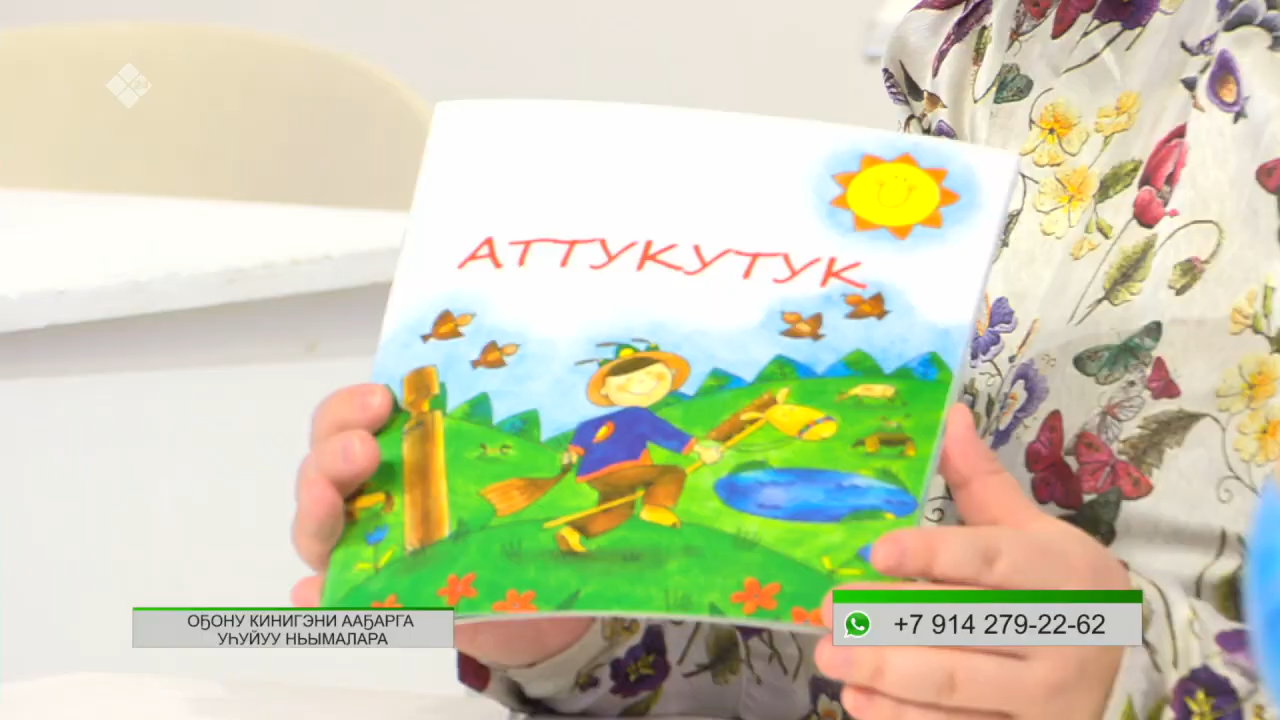 АТТУКУТУК
ОҔОНУ КИНИГЭНИ ААҔАРГА
УҺУЙУУ НЬЫМАЛАРА
+7 914 279-22-62